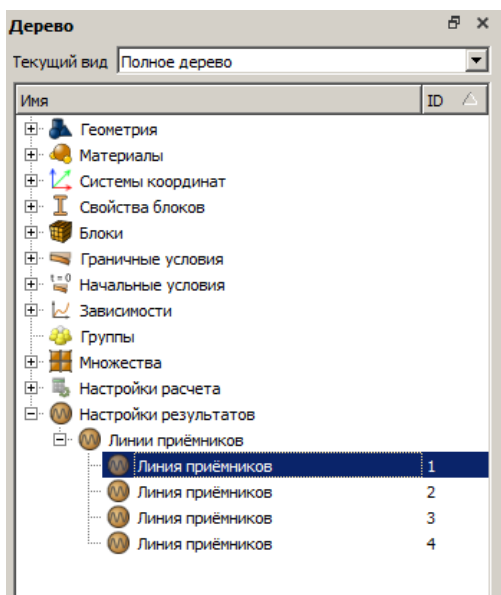 Дерево
Текущий вид Полное дерево
Имя ID
Геометрия
Материалы
Системы координат
Свойства блоков
Блоки
Граничные условия
t=0 Начальные условия
Зависимости
Группы
Множества
Настройки расчета
Настройки результатов
Линии приёмников
Линия приёмников 1
Линия приёмников 2
Линия приёмников 3
Линия приёмников 4